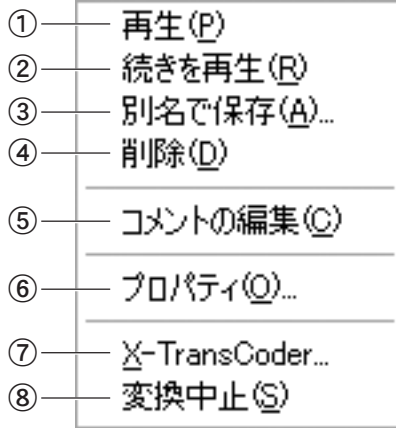 ① 再生(P)
② 続きを再生(R)
③ 別名で保存(A)...
④ 削除(D)
⑤ コメントの編集(C)
⑥ プロパティ(O)...
⑦ X-TransCoder...
⑧ 変換中止(S)